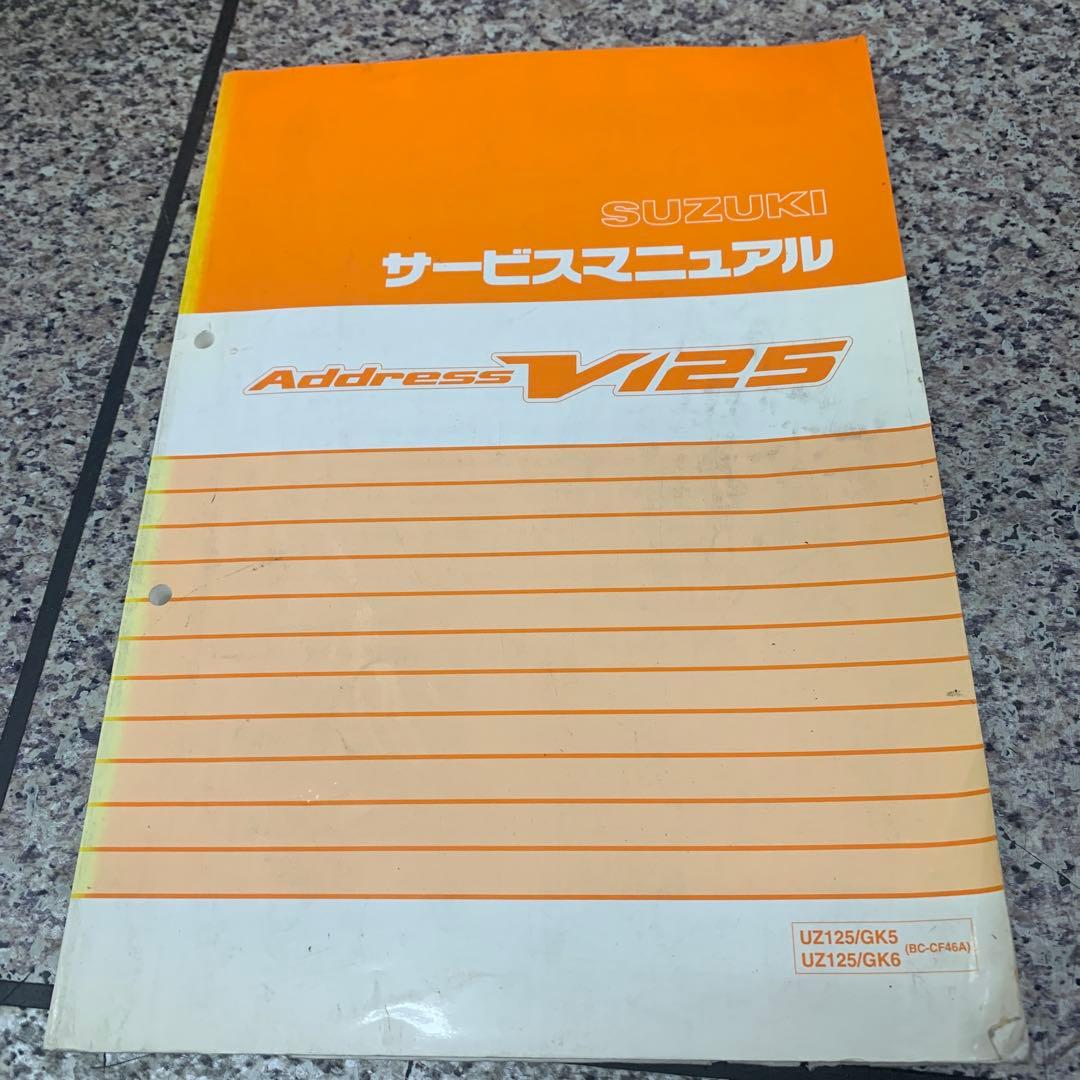 SUZUKI
サービスマニュアル
Address V125
UZ125/GK5
UZ125/GK6
(BC-CF46A)